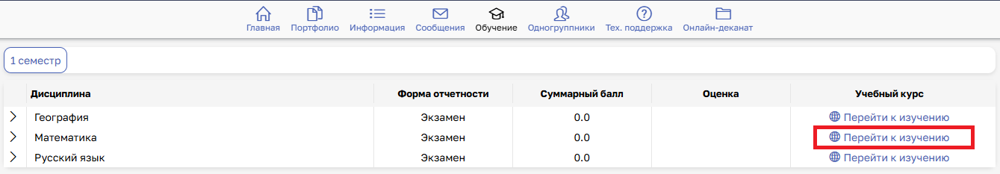 Главная Портфолио Информация Сообщения Обучение Одногруппники Тех. поддержка Онлайн-деканат
1 семестр
Дисциплина Форма отчетности Суммарный балл Оценка Учебный курс
География Экзамен 0.0 Перейти к изучению
Математика Экзамен 0.0 Перейти к изучению
Русский язык Экзамен 0.0 Перейти к изучению